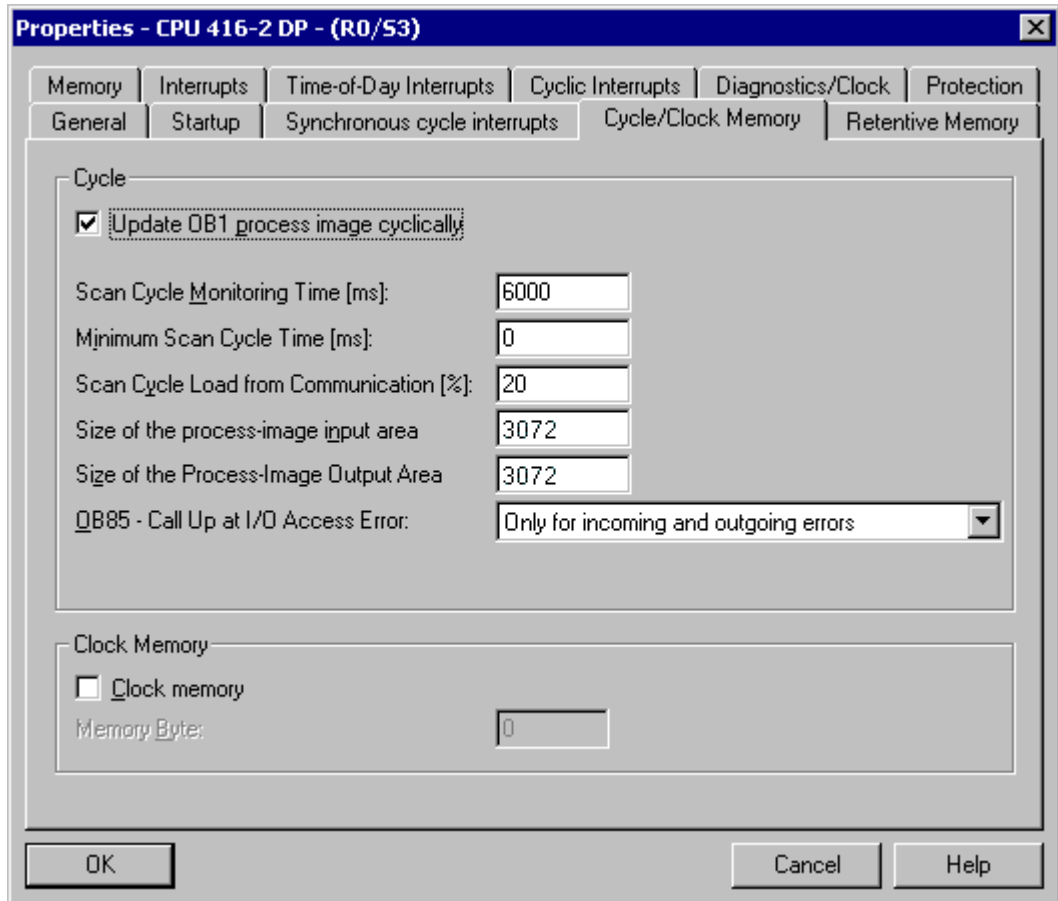 Properties - CPU 416-2 DP - (R0/S3)
Memory Interrupts Time-of-Day Interrupts Cyclic Interrupts Diagnostics/Clock Protection
General Startup Synchronous cycle interrupts Cycle/Clock Memory Retentive Memory
Cycle
Update OB1 process image cyclically
Scan Cycle Monitoring Time [ms]: 6000
Minimum Scan Cycle Time [ms]: 0
Scan Cycle Load from Communication [%]: 20
Size of the process-image input area 3072
Size of the Process-Image Output Area 3072
OB85 - Call Up at I/O Access Error: Only for incoming and outgoing errors
Clock Memory
Clock memory
Memory Byte: 0
OK Cancel Help